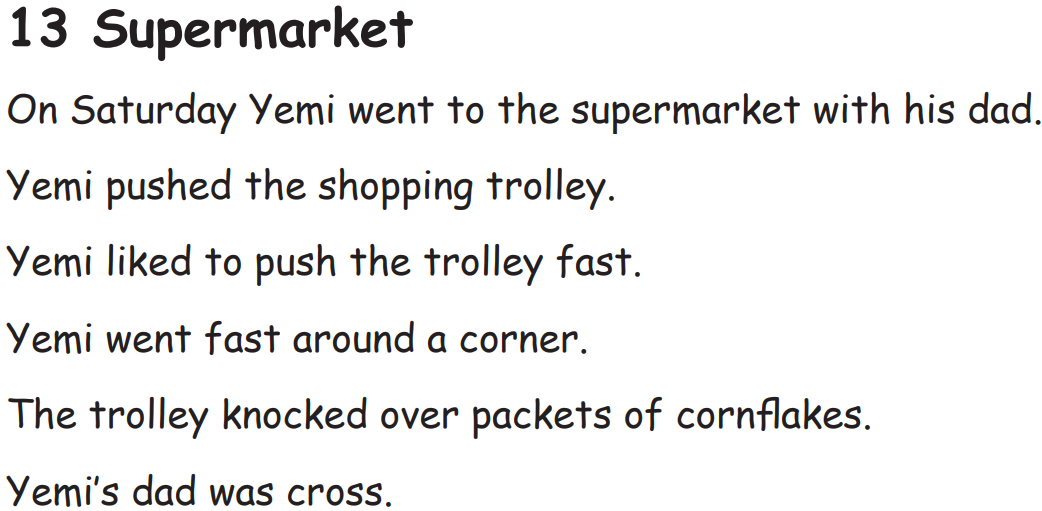 13 Supermarket
On Saturday Yemi went to the supermarket with his dad.
Yemi pushed the shopping trolley.
Yemi liked to push the trolley fast.
Yemi went fast around a corner.
The trolley knocked over packets of cornflakes.
Yemi's dad was cross.